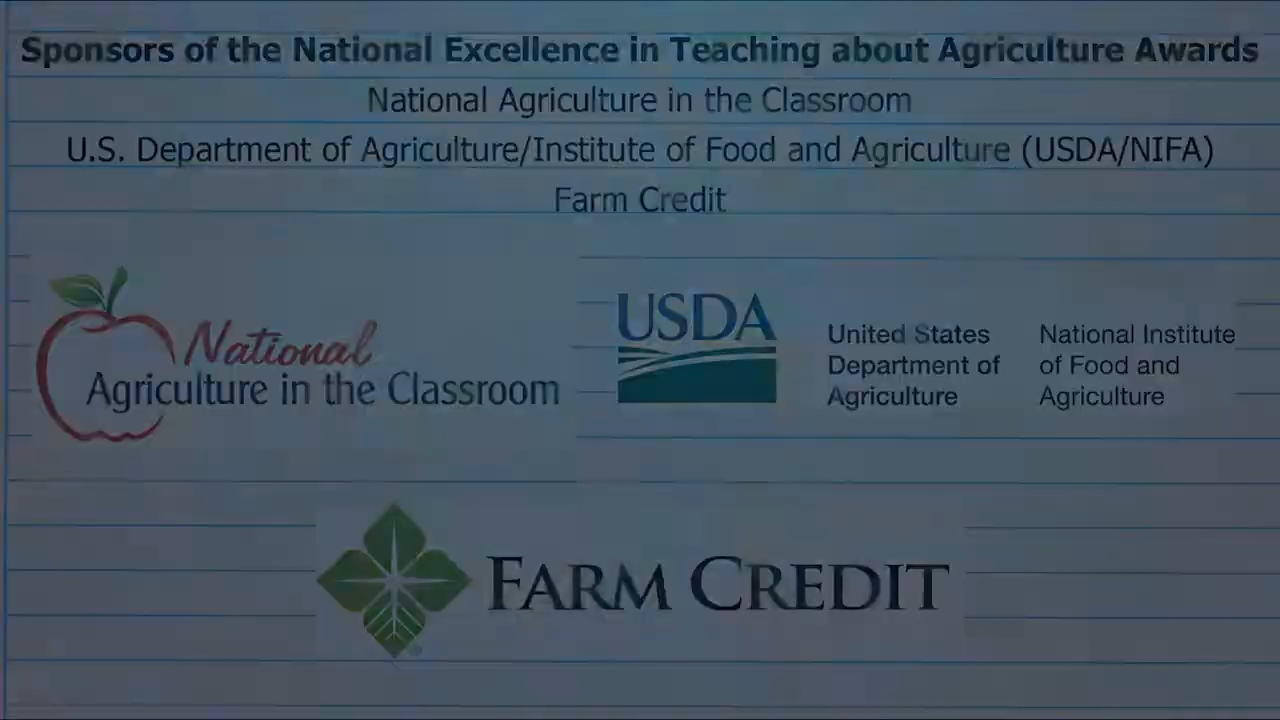 Sponsors of the National Excellence in Teaching about Agriculture Awards
National Agriculture in the Classroom
U.S. Department of Agriculture/Institute of Food and Agriculture (USDA/NIFA)
Farm Credit
National
Agriculture in the Classroom
USDA
United States
Department of
Agriculture
National Institute
of Food and
Agriculture
FARM CREDIT